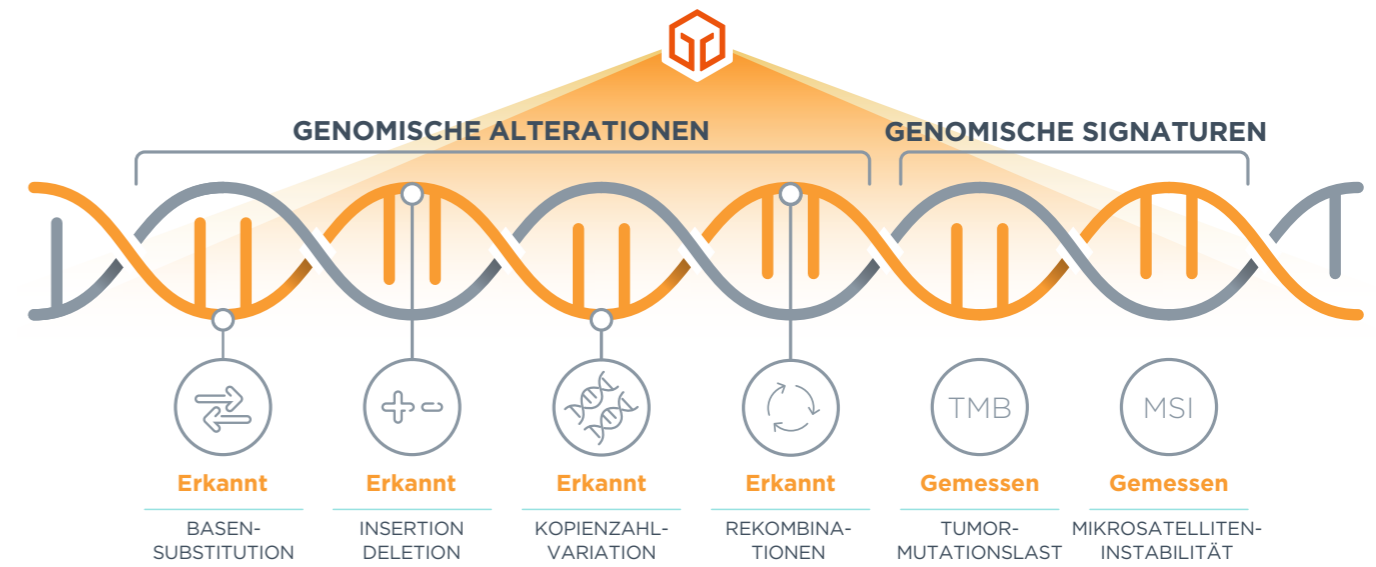 GENOMISCHE ALTERATIONEN
GENOMISCHE SIGNATUREN
TMB
MSI
Erkannt
BASEN-
SUBSTITUTION
Erkannt
INSERTION
DELETION
Erkannt
KOPIENZAHL-
VARIATION
Erkannt
REKOMBINA-
TIONEN
Gemessen
TUMOR-
MUTATIONSLAST
Gemessen
MIKROSATELLITEN-
INSTABILITÄT